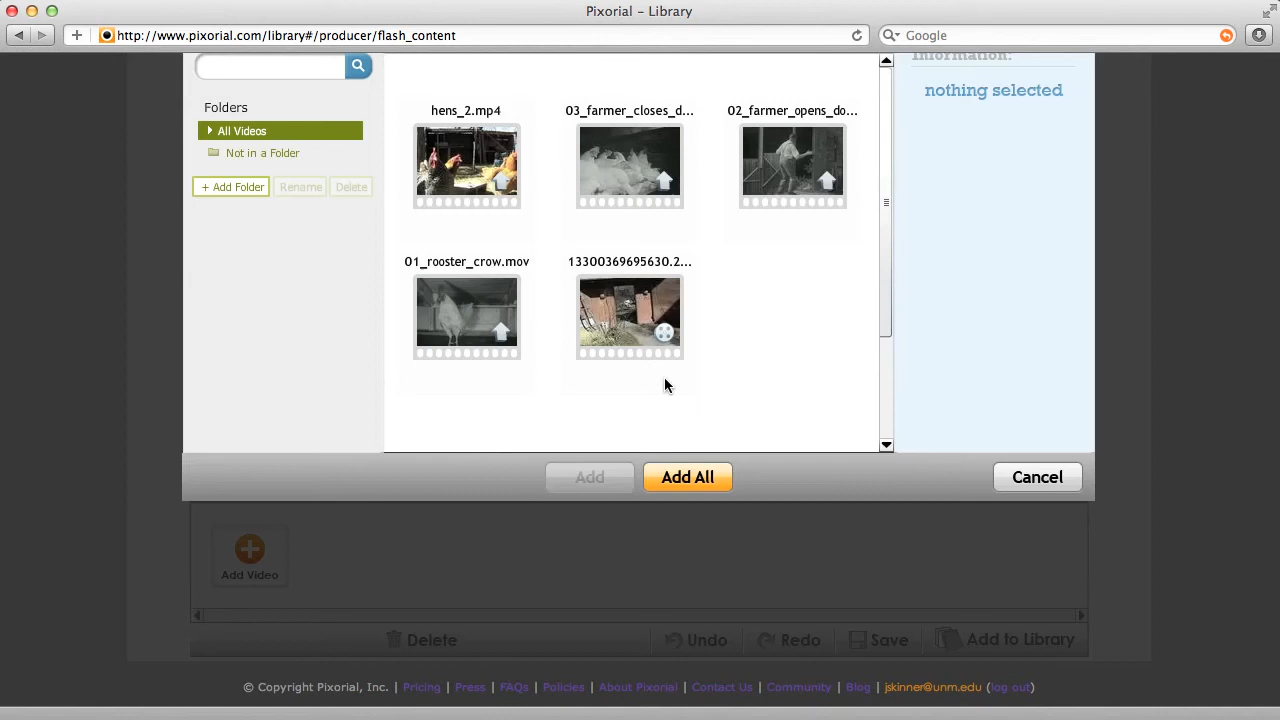 Pixorial – Library
http://www.pixorial.com/library#/producer/flash_content
Google
Information:
nothing selected
Folders
All Videos
Not in a Folder
+ Add Folder
Rename
Delete
hens_2.mp4
03_farmer_closes_d...
02_farmer_opens_do...
01_rooster_crow.mov
13300369695630.2...
Add
Add All
Cancel
Add Video
Delete
Undo
Redo
Save
Add to Library
© Copyright Pixorial, Inc. | Pricing | Press | FAQs | Policies | About Pixorial | Contact Us | Community | Blog | jskinner@unm.edu (log out)